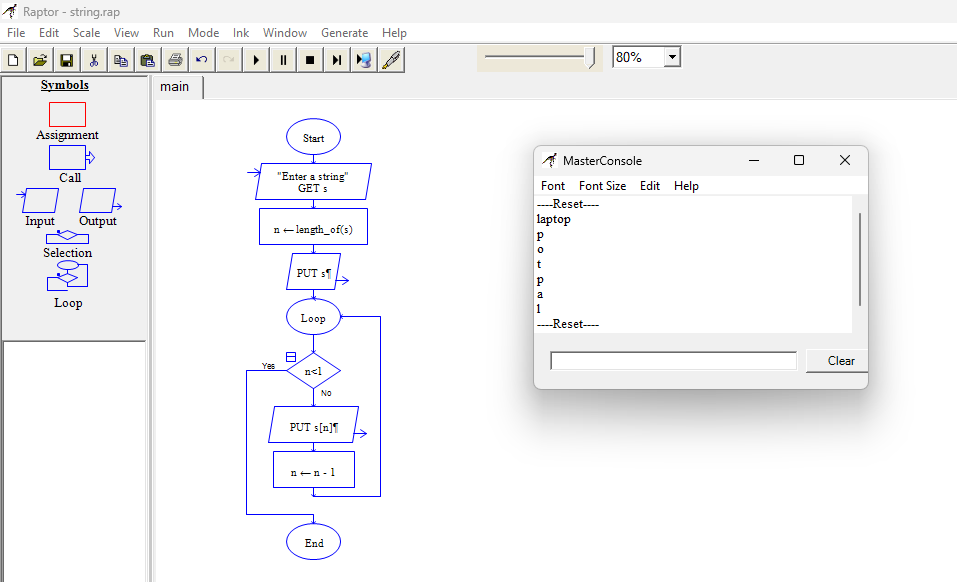 Raptor - string.rap
File Edit Scale View Run Mode Ink Window Generate Help
80%
Symbols
Assignment
Call
Input Output
Selection
Loop
main
Start
"Enter a string"
GET s
n ←length_of(s)
PUT s¶
Loop
Yes
n<1
No
PUT s[n]¶
n ← n - 1
End
MasterConsole
Font Font Size Edit Help
----Reset----
laptop
p
o
t
p
a
l
----Reset----
Clear